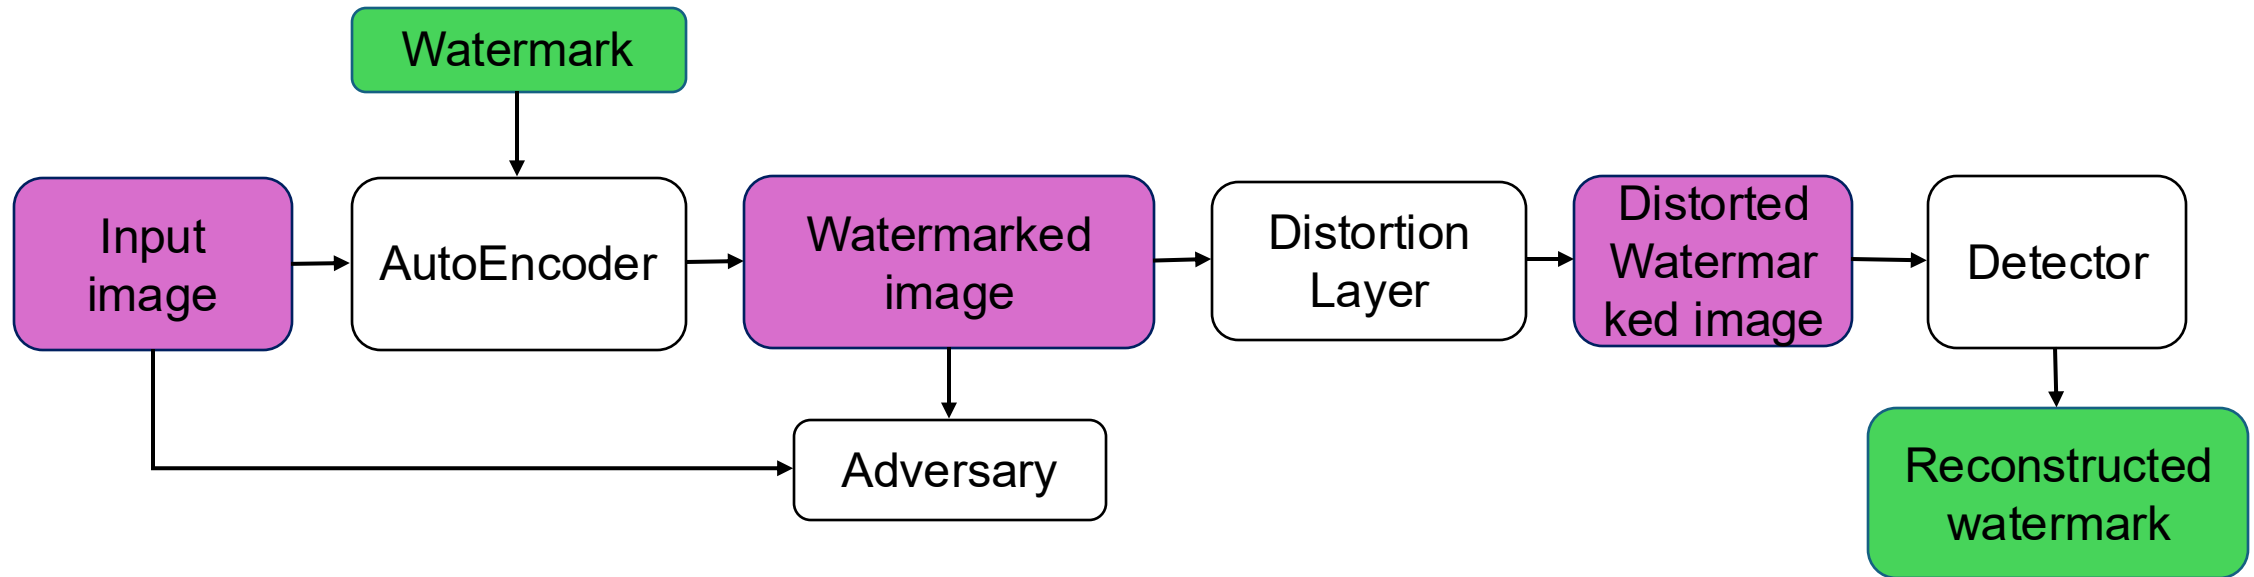 Watermark
Input
image
AutoEncoder
Watermarked
image
Distortion
Layer
Distorted
Watermar
ked image
Detector
Adversary
Reconstructed
watermark